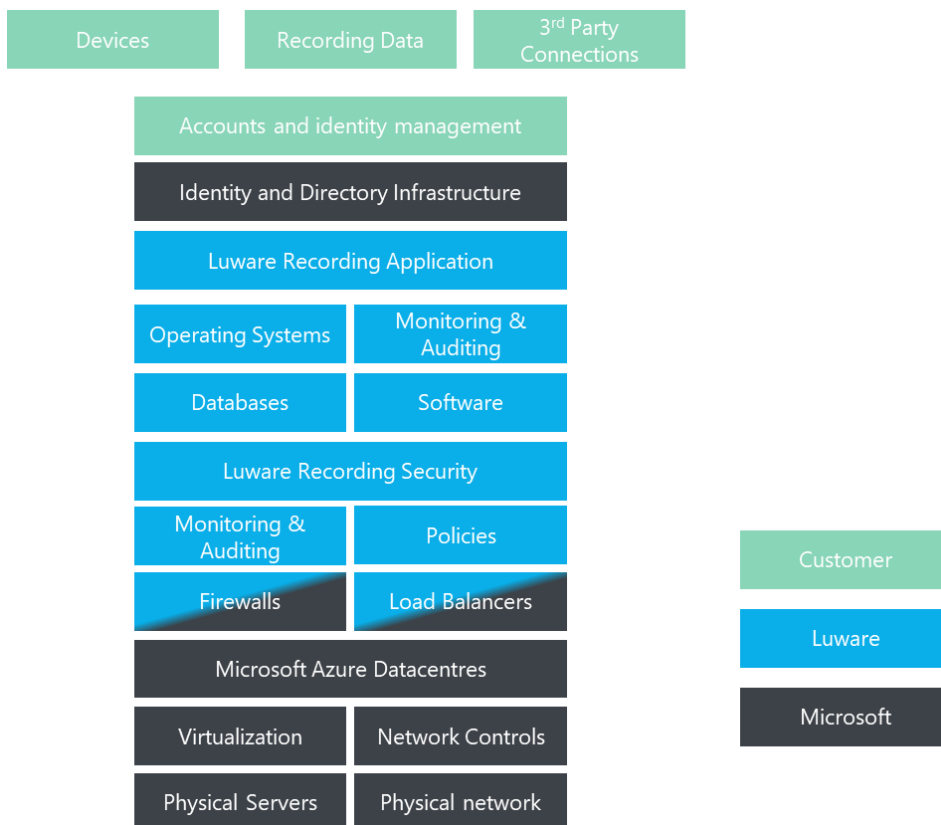 Devices
Recording Data
3rd Party
Connections
Accounts and identity management
Identity and Directory Infrastructure
Luware Recording Application
Operating Systems
Monitoring &
Auditing
Databases
Software
Luware Recording Security
Monitoring &
Auditing
Policies
Firewalls
Load Balancers
Microsoft Azure Datacentres
Virtualization
Network Controls
Physical Servers
Physical network
Customer
Luware
Microsoft